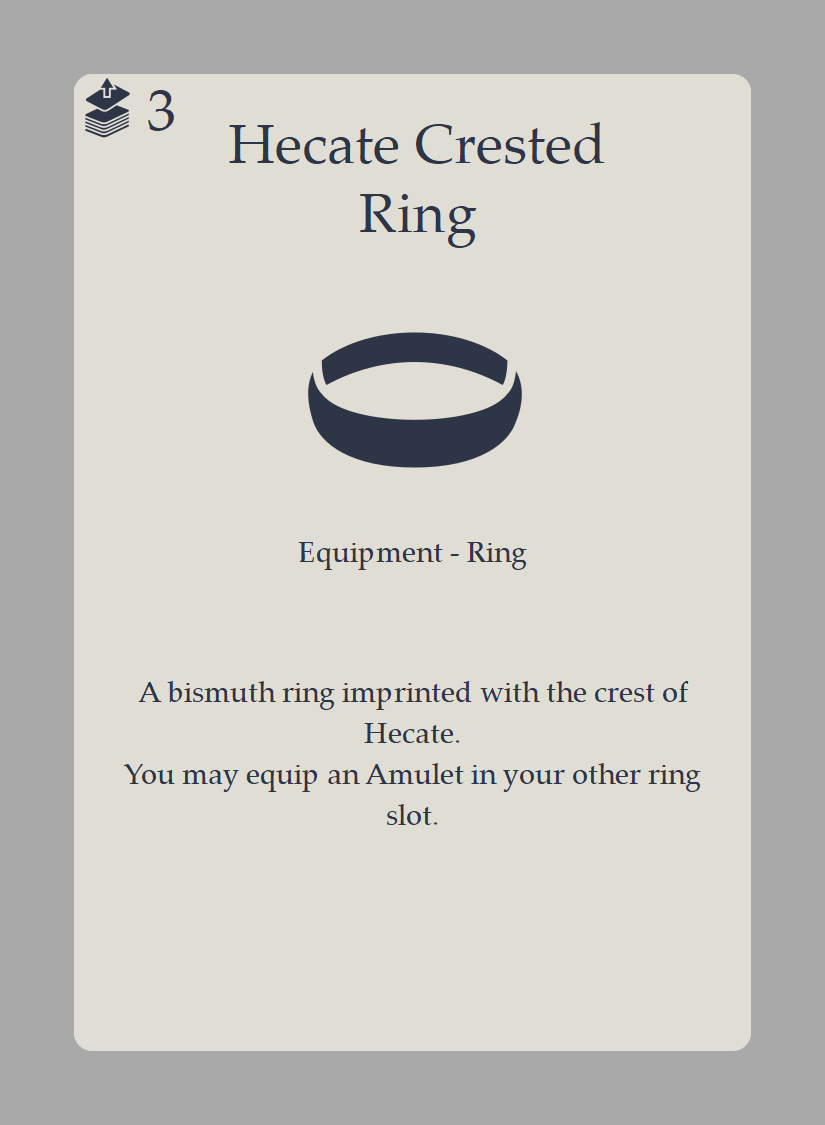 3
Hecate Crested
Ring
Equipment - Ring
A bismuth ring imprinted with the crest of
Hecate.
You may equip an Amulet in your other ring
slot.